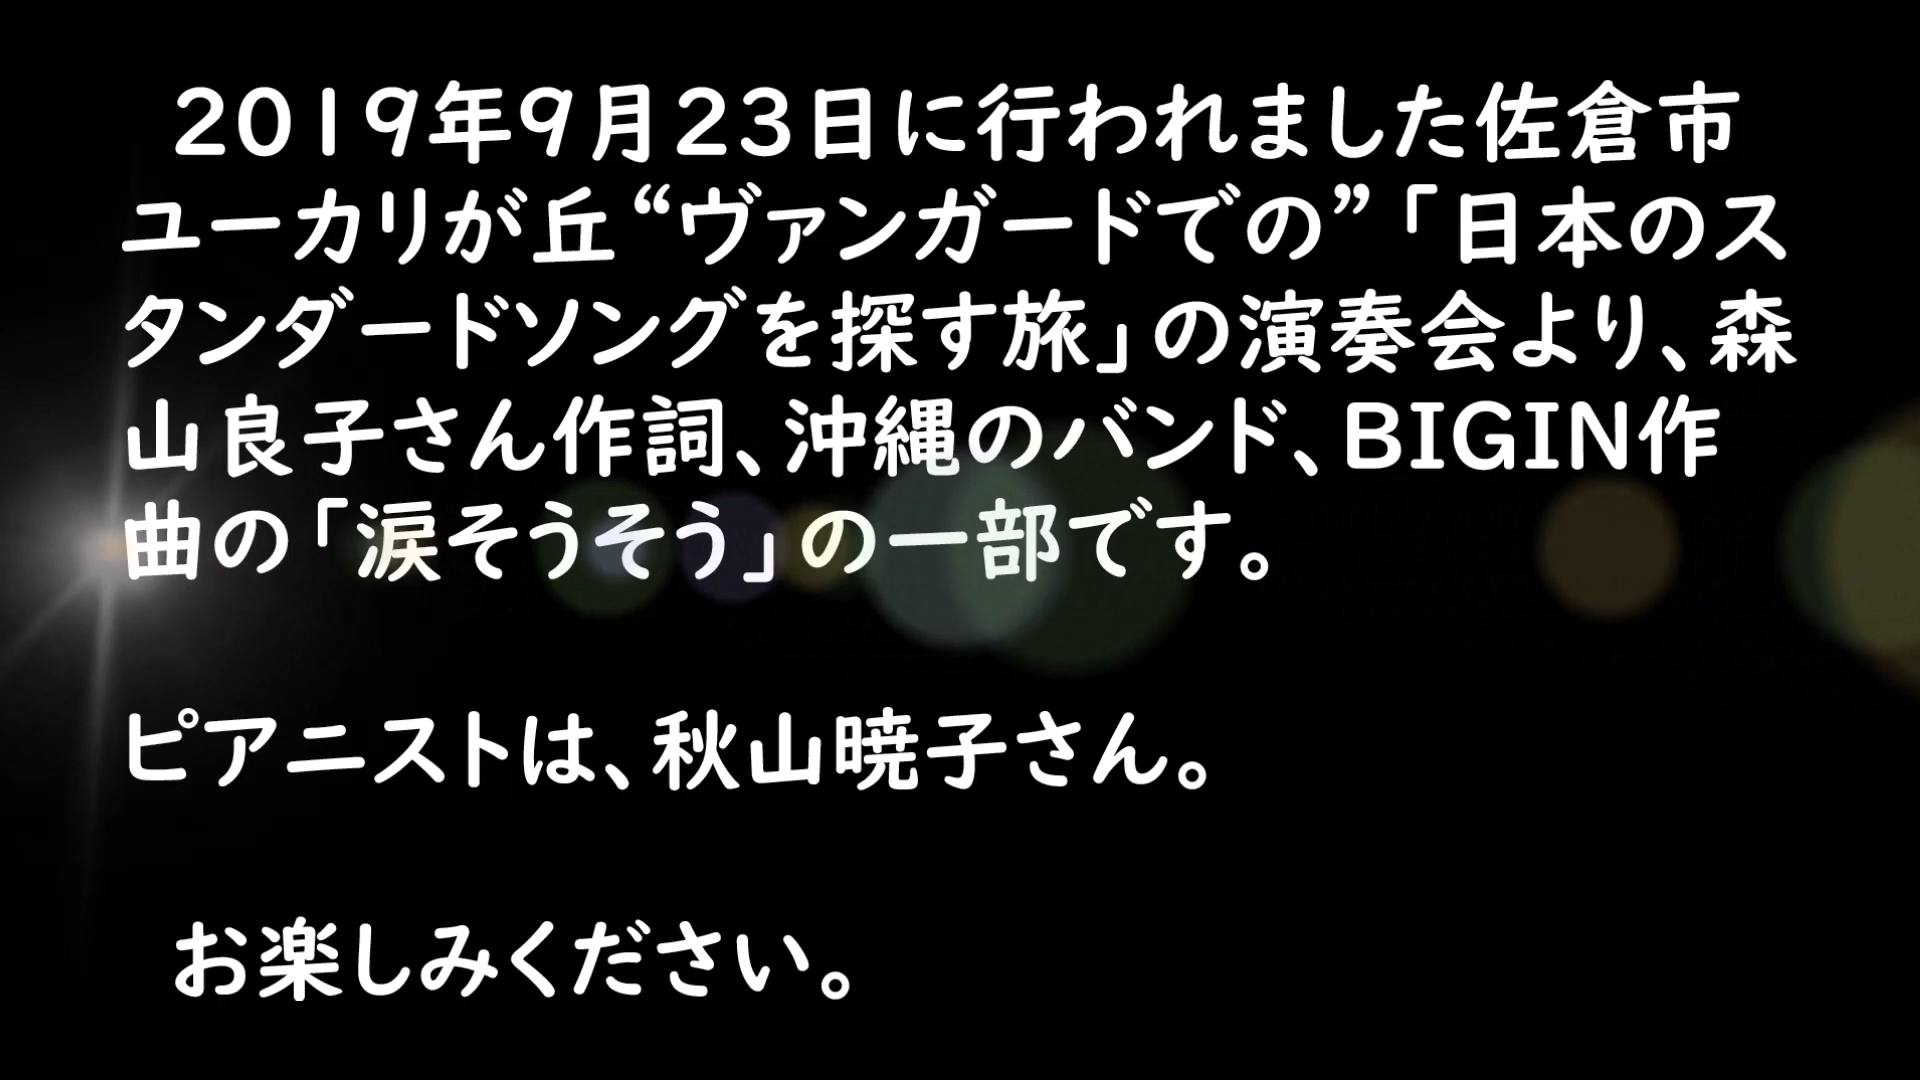 2019年9月23日に行われました佐倉市
ユーカリが丘“ヴァンガードでの”「日本のス
タンダードソングを探す旅」の演奏会より、森
山良子さん作詞、沖縄のバンド、BIGIN作
曲の「涙そうそう」の一部です。
ピアニストは、秋山暁子さん。
お楽しみください。